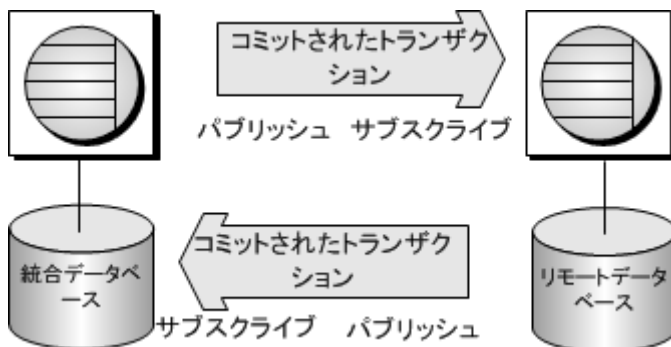 コミットされたトランザク
ション
パブリッシュ サブスクライブ
コミットされたトランザク
ション
統合データベ
ース
リモートデータ
ベース
サブスクライブ パブリッシュ